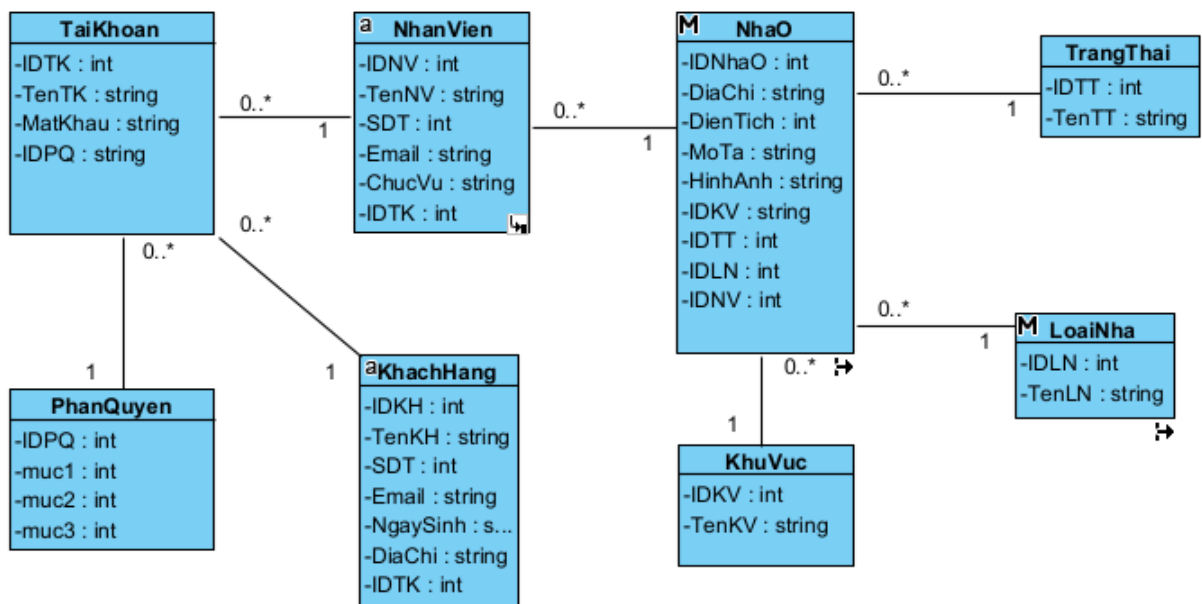 TaiKhoan
-IDTK : int
-TenTK : string
-MatKhau : string
-IDPQ : string
0..*
1
a
NhanVien
-IDNV : int
-TenNV : string
-SDT : int
-Email : string
-ChucVu : string
-IDTK : int
0..*
1
M
NhaO
-IDNhaO : int
-DiaChi : string
-DienTich : int
-MoTa : string
-HinhAnh : string
-IDKV : string
-IDTT : int
-IDLN : int
-IDNV : int
0..*
1
TrangThai
-IDTT : int
-TenTT : string
0..*
1
M
LoaiNha
-IDLN : int
-TenLN : string
0..*
1
PhanQuyen
-IDPQ : int
-muc1 : int
-muc2 : int
-muc3 : int
0..*
1
a
KhachHang
-IDKH : int
-TenKH : string
-SDT : int
-Email : string
-NgaySinh : s...
-DiaChi : string
-IDTK : int
0..*
1
KhuVuc
-IDKV : int
-TenKV : string